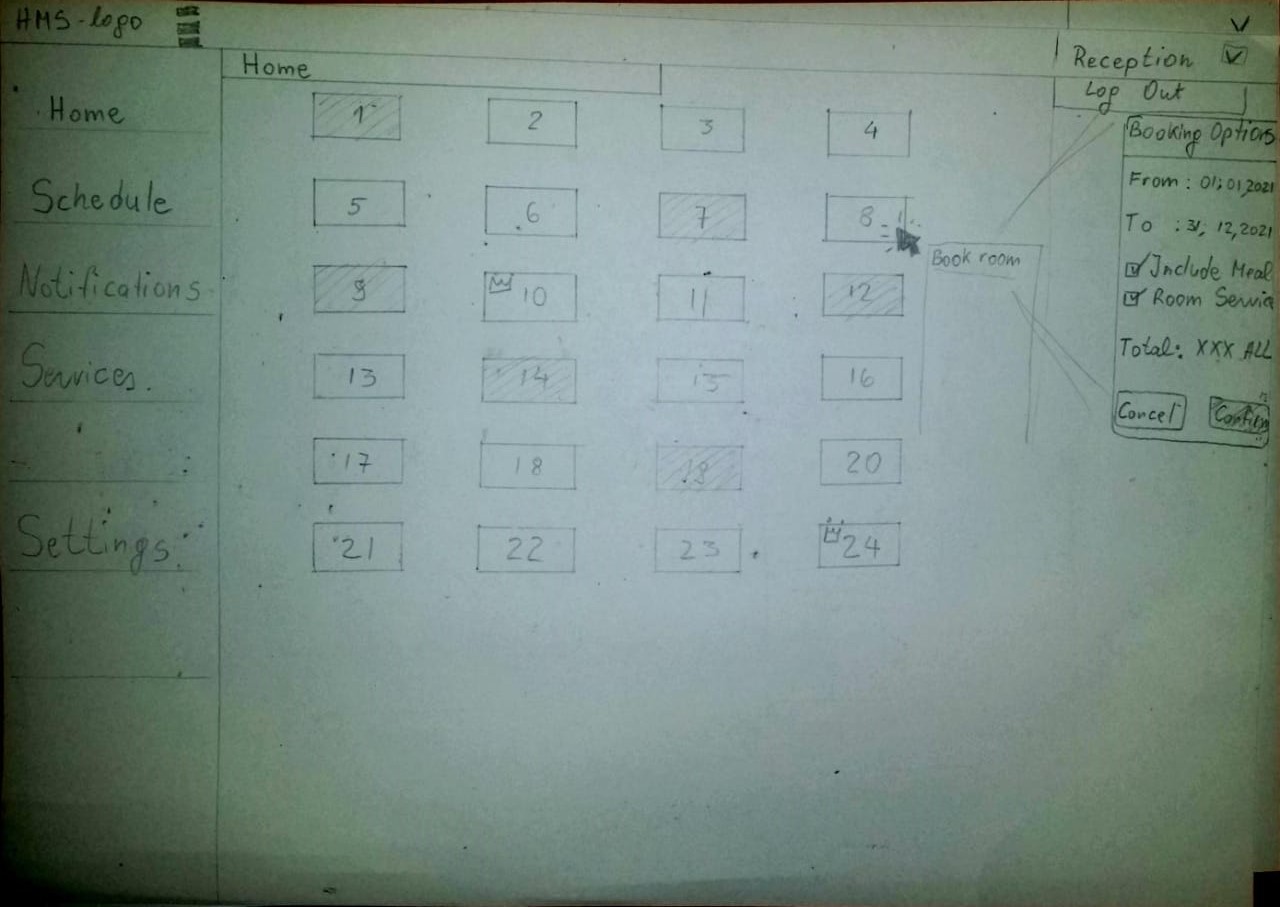 HMS-logo
Home
Reception
Log Out
Home
Schedule
Notifications
Services.
Settings
1 2 3 4
5 6 7 8
9 10 11 12
13 14 15 16
17 18 19 20
21 22 23 24
Book room
Booking Options
From : 01,01,2021
To : 31, 12,2021
Include Meal
Room Servic
Total: XXX ALL
Cancel
Confirm